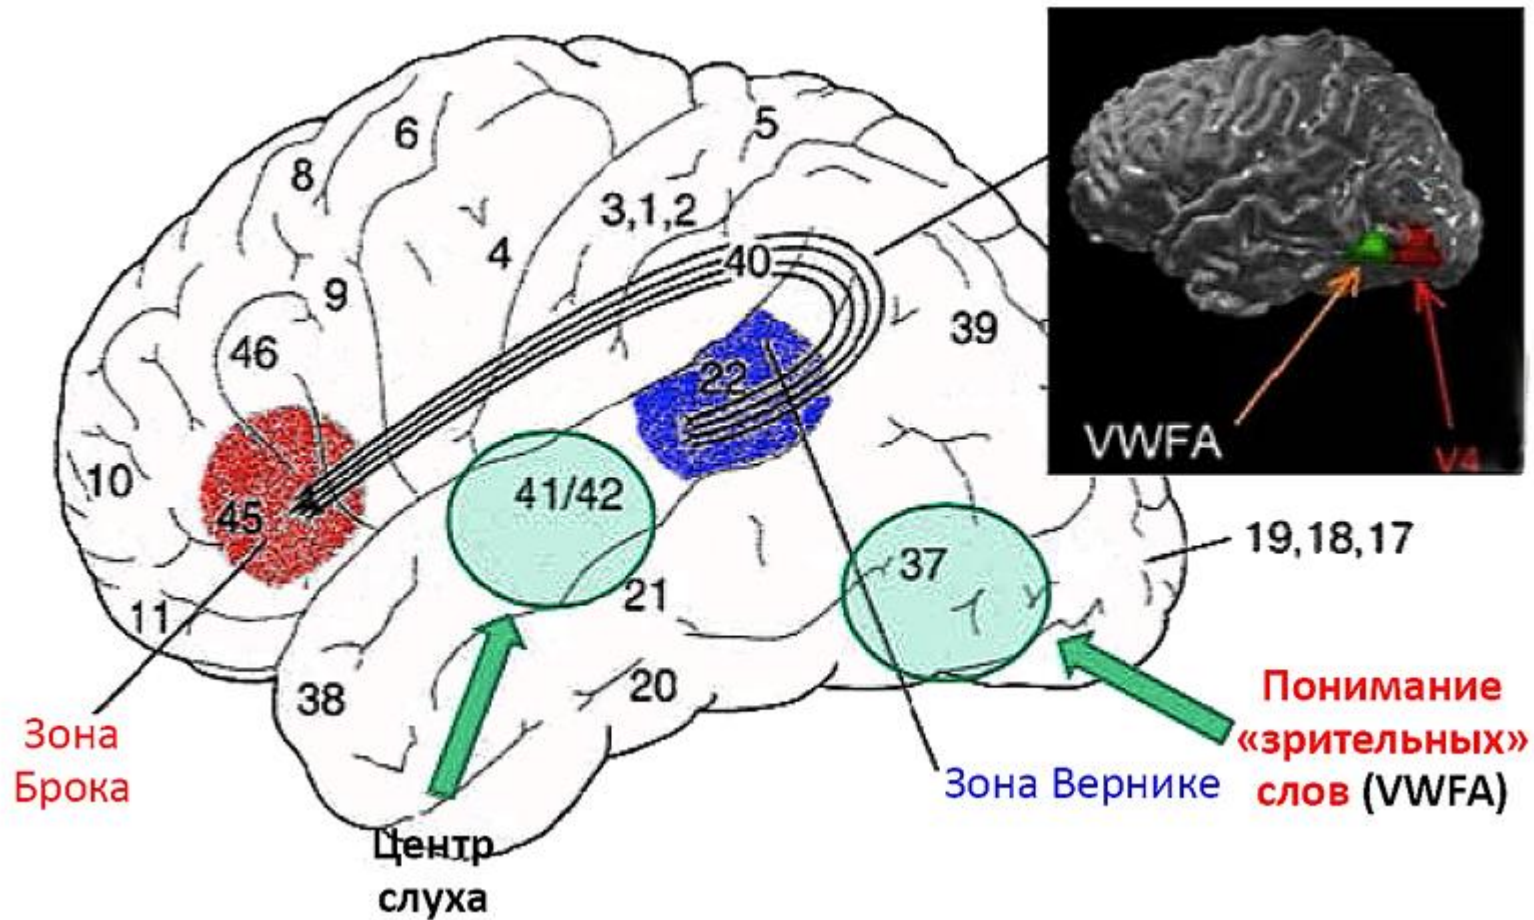 5
6
8
3,1,2
4
40
9
39
46
22
VWFA
V4
10
41/42
45
19,18,17
37
21
11
38
20
Зона
Брока
Понимание
«зрительных»
слов (VWFA)
Зона Вернике
Центр
слуха